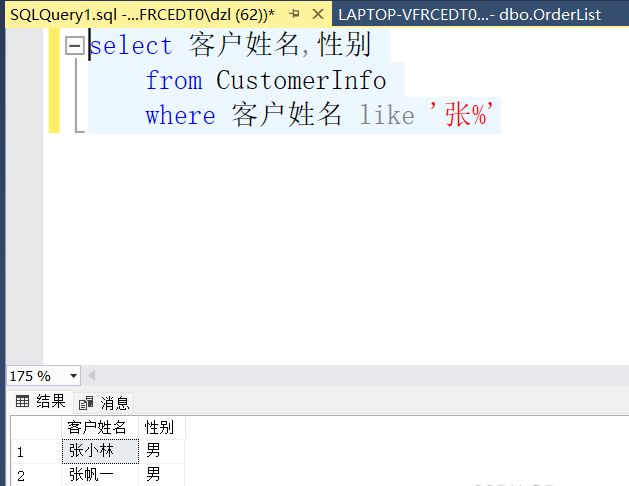 SQLQuery1.sql -...FRCEDT0\dzl (62))* LAPTOP-VFRCEDT0...- dbo.OrderList
select 客户姓名,性别
from CustomerInfo
where 客户姓名 like '张%'
175 %
结果 消息
客户姓名 性别
1 张小林 男
2 张帆一 男